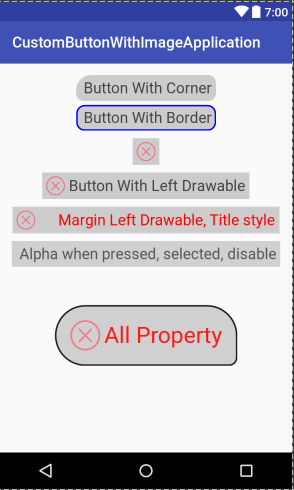 7:00
CustomButtonWithImageApplication
Button With Corner
Button With Border
Button With Left Drawable
Margin Left Drawable, Title style
Alpha when pressed, selected, disable
All Property